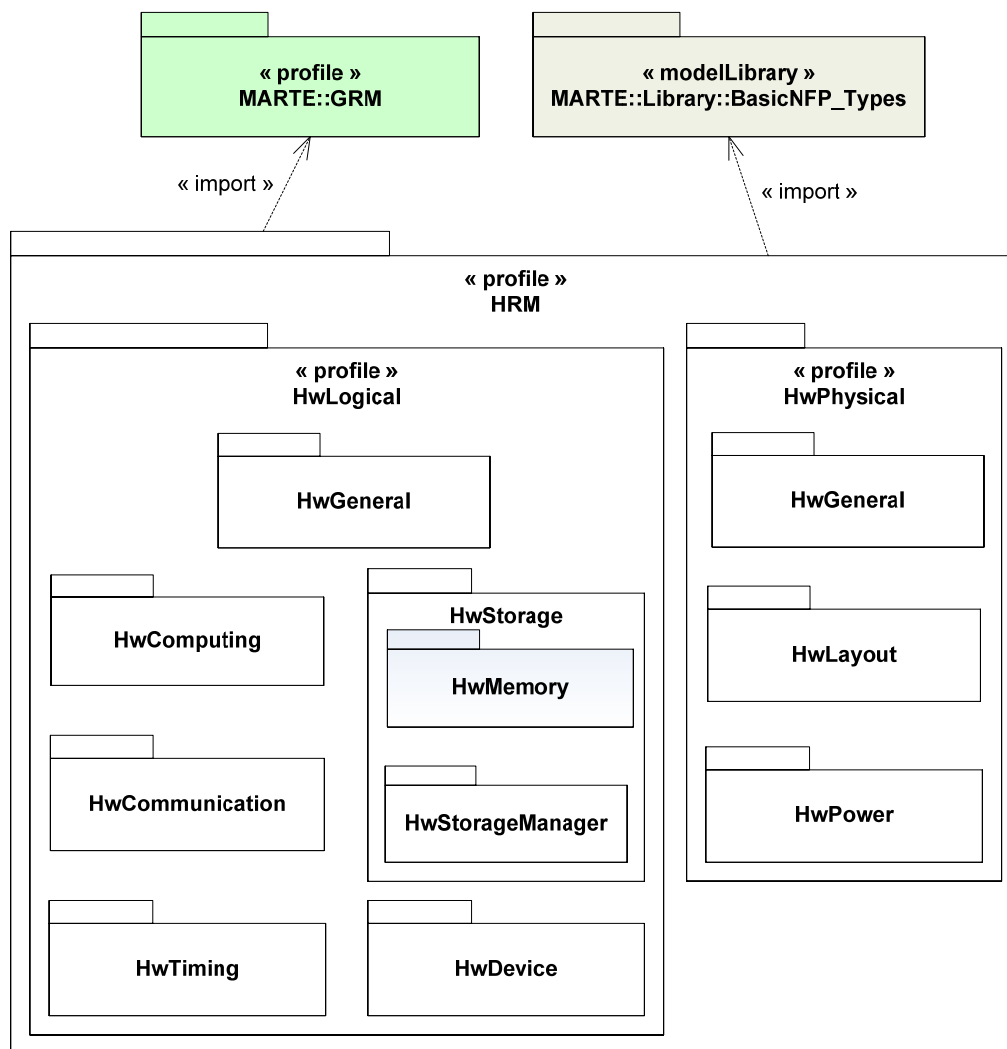 « profile »
MARTE::GRM
« modelLibrary »
MARTE::Library::BasicNFP_Types
« import »
« import »
« profile »
HRM
« profile »
HwLogical
HwGeneral
HwComputing
HwStorage
HwMemory
HwCommunication
HwStorageManager
HwTiming
HwDevice
« profile »
HwPhysical
HwGeneral
HwLayout
HwPower